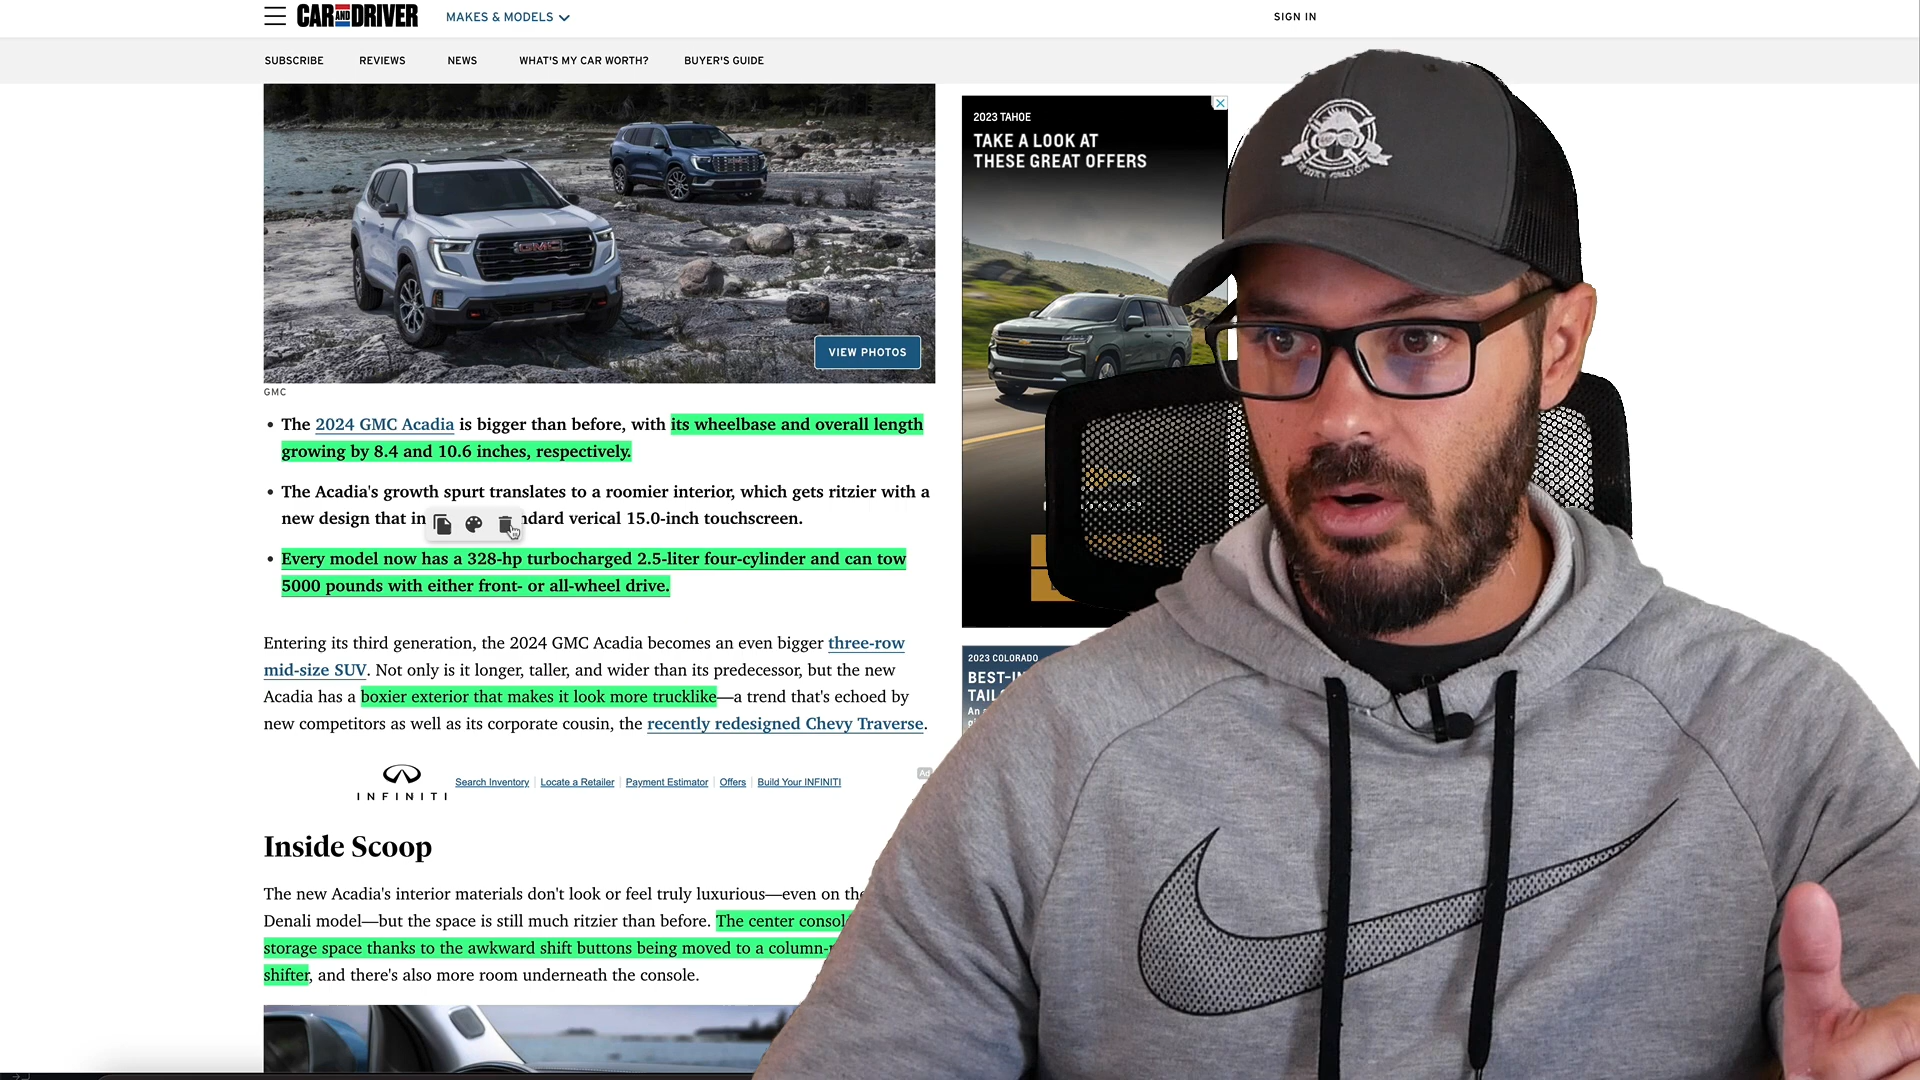 CAR AND DRIVER
MAKES & MODELS
SIGN IN
SUBSCRIBE
REVIEWS
NEWS
WHAT'S MY CAR WORTH?
BUYER'S GUIDE
GMC
VIEW PHOTOS
GMC
2023 TAHOE
TAKE A LOOK AT
THESE GREAT OFFERS
• The 2024 GMC Acadia is bigger than before, with its wheelbase and overall length
growing by 8.4 and 10.6 inches, respectively.
• The Acadia's growth spurt translates to a roomier interior, which gets ritzier with a
new design that in ndard verical 15.0-inch touchscreen.
• Every model now has a 328-hp turbocharged 2.5-liter four-cylinder and can tow
5000 pounds with either front- or all-wheel drive.
Entering its third generation, the 2024 GMC Acadia becomes an even bigger three-row
mid-size SUV. Not only is it longer, taller, and wider than its predecessor, but the new
Acadia has a boxier exterior that makes it look more trucklike—a trend that's echoed by
new competitors as well as its corporate cousin, the recently redesigned Chevy Traverse.
2023 COLORADO
BEST-IN
TAIL
An
Ad
INFINITI
Search Inventory | Locate a Retailer | Payment Estimator | Offers | Build Your INFINITI
Inside Scoop
The new Acadia's interior materials don't look or feel truly luxurious—even on the
Denali model—but the space is still much ritzier than before. The center consol
storage space thanks to the awkward shift buttons being moved to a column-
shifter, and there's also more room underneath the console.